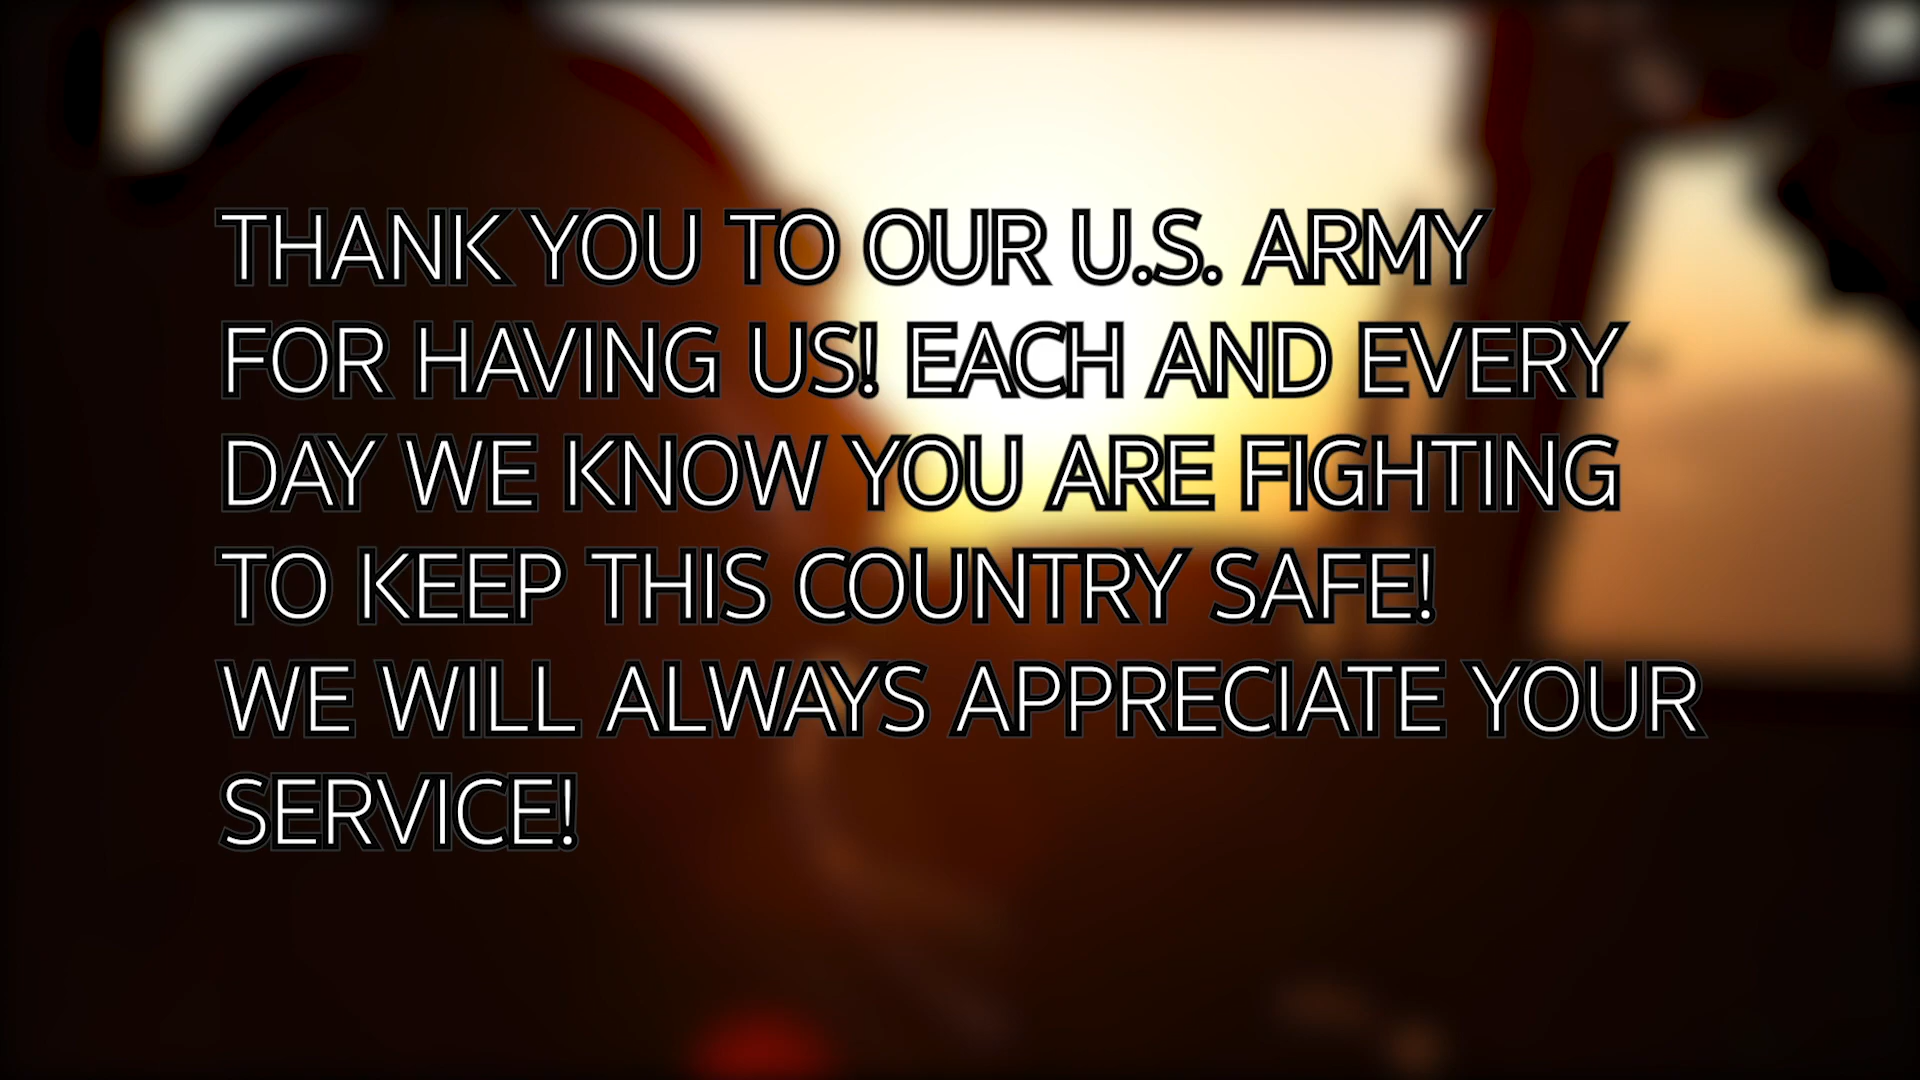 THANK YOU TO OUR U.S. ARMY
FOR HAVING US! EACH AND EVERY
DAY WE KNOW YOU ARE FIGHTING
TO KEEP THIS COUNTRY SAFE!
WE WILL ALWAYS APPRECIATE YOUR
SERVICE!